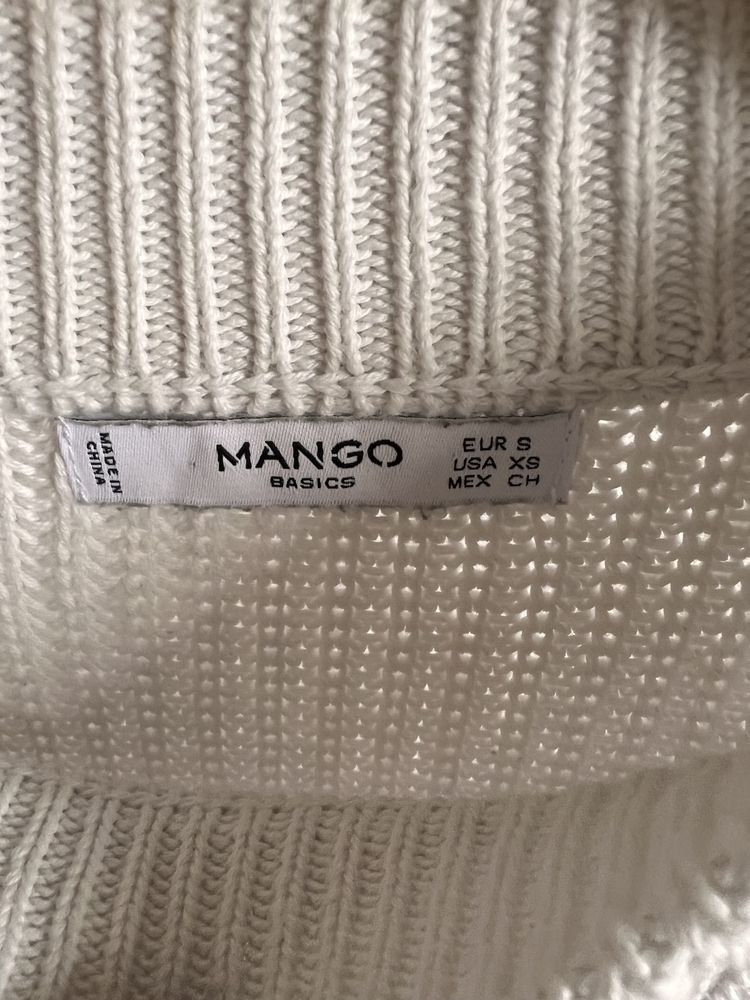 MADE IN
CHINA
MANGO
BASICS
EUR S
USA XS
MEX CH